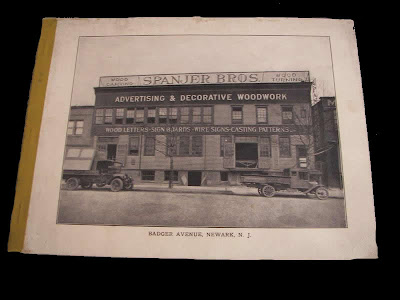 WOOD SPANJER BROS. WOOD
CARVING TURNING
ADVERTISING & DECORATIVE WOODWORK
WOOD LETTERS · SIGN BOARDS · WIRE SIGNS · CASTING PATTERNS
BADGER AVENUE, NEWARK, N. J.